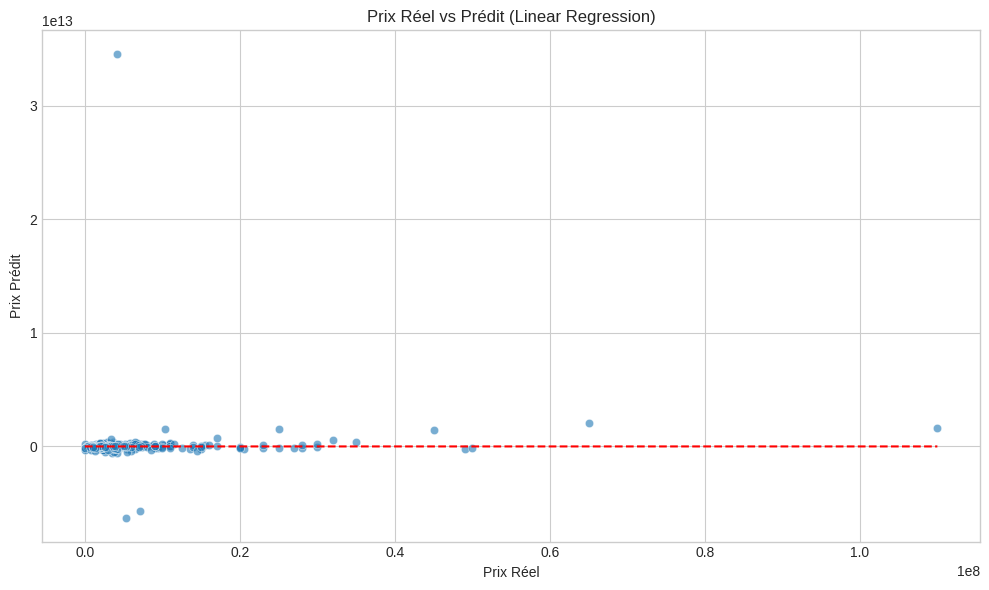 Prix Réel vs Prédit (Linear Regression)
1e13
3
2
1
0
Prix Prédit
0.0 0.2 0.4 0.6 0.8 1.0
1e8
Prix Réel